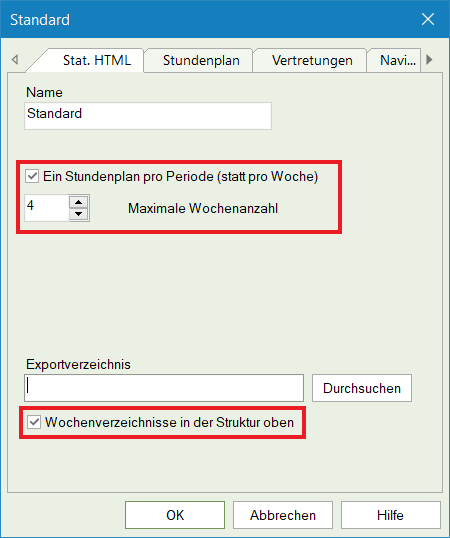 Standard
Stat. HTML Stundenplan Vertretungen Navi...
Name
Standard
Ein Stundenplan pro Periode (statt pro Woche)
4 Maximale Wochenanzahl
Exportverzeichnis
Durchsuchen
Wochenverzeichnisse in der Struktur oben
OK Abbrechen Hilfe